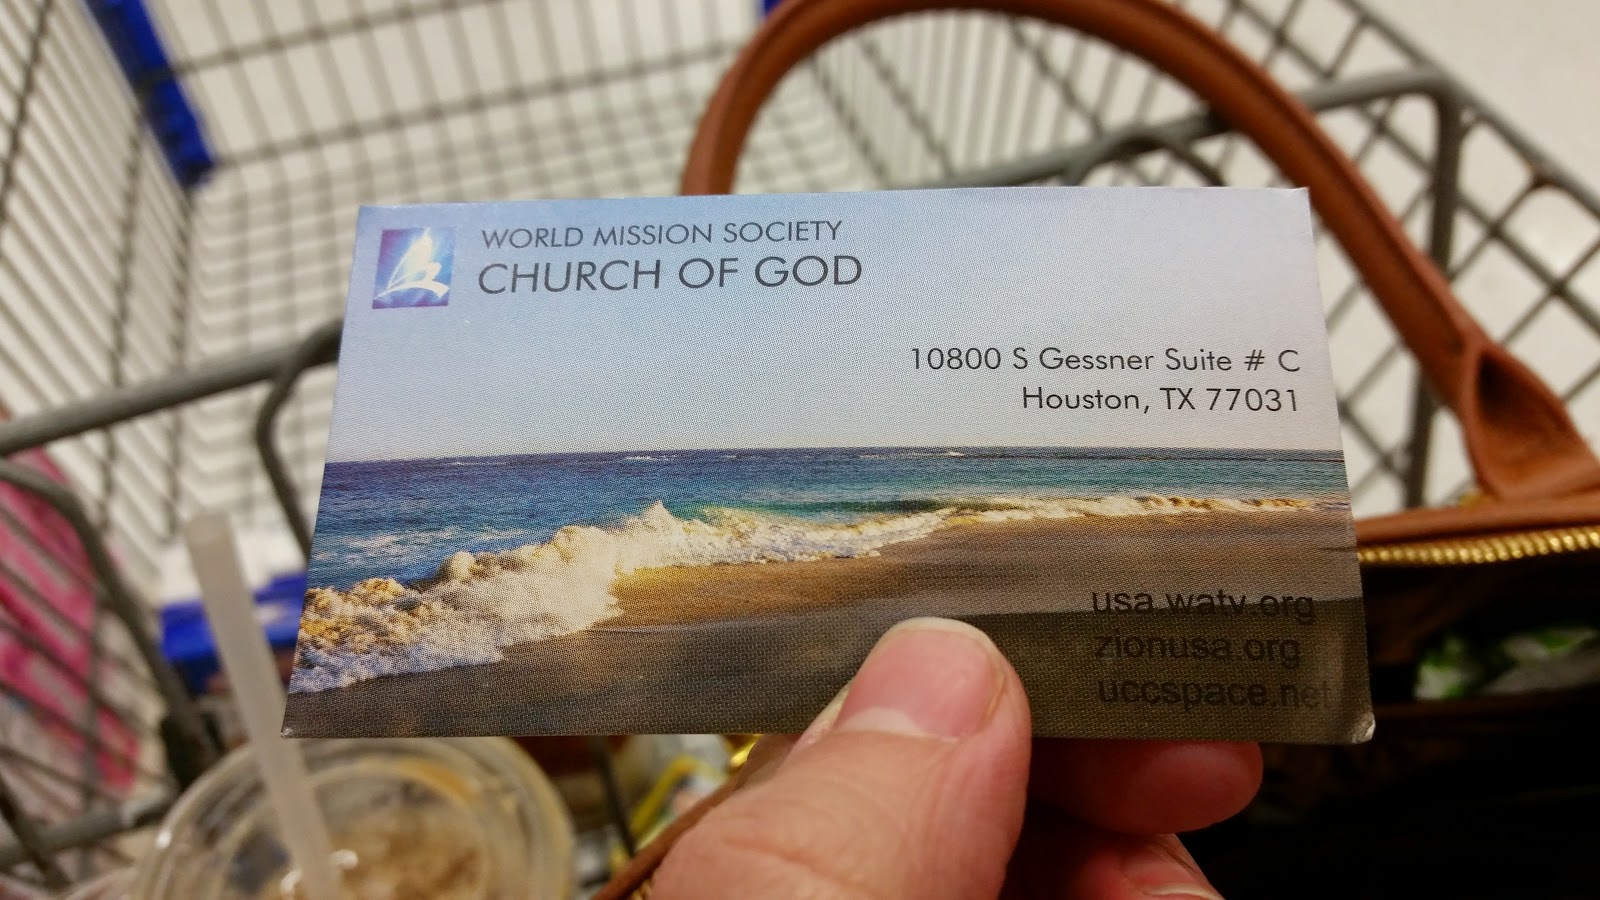 WORLD MISSION SOCIETY
CHURCH OF GOD
10800 S Gessner Suite # C
Houston, TX 77031
usa.watv.org
zionusa.org
uccspace.net